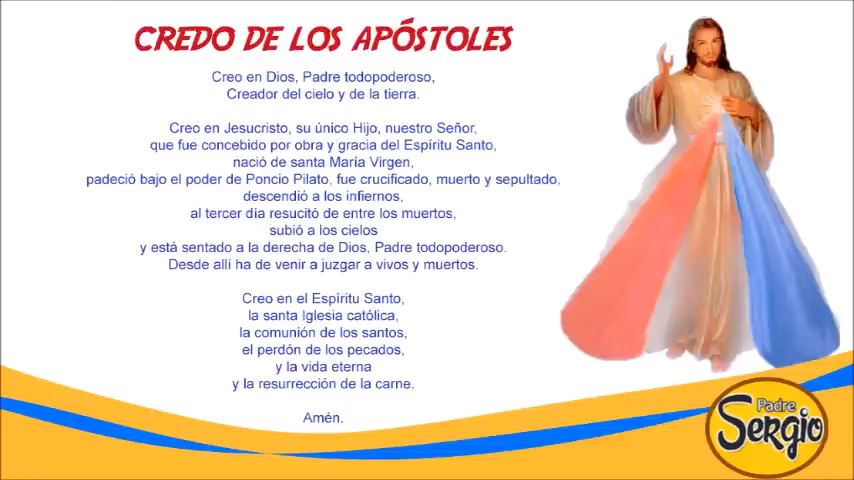 CREDO DE LOS APÓSTOLES
Creo en Dios, Padre todopoderoso,
Creador del cielo y de la tierra.
Creo en Jesucristo, su único Hijo, nuestro Señor,
que fue concebido por obra y gracia del Espíritu Santo,
nació de santa María Virgen,
padeció bajo el poder de Poncio Pilato, fue crucificado, muerto y sepultado,
descendió a los infiernos,
al tercer día resucitó de entre los muertos,
subió a los cielos
y está sentado a la derecha de Dios, Padre todopoderoso.
Desde allí ha de venir a juzgar a vivos y muertos.
Creo en el Espíritu Santo,
la santa Iglesia católica,
la comunión de los santos,
el perdón de los pecados,
y la vida eterna
y la resurrección de la carne.
Amén.
Padre
Sergio